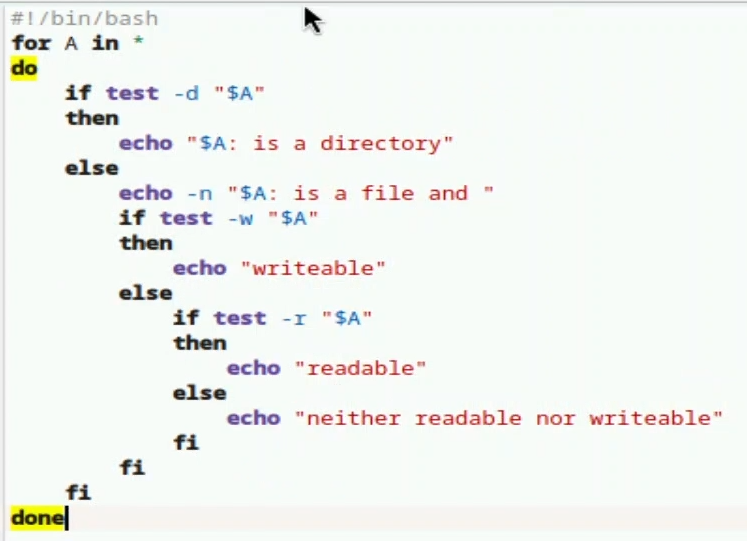 #!/bin/bash
for A in *
do
    if test -d "$A"
    then
        echo "$A: is a directory"
    else
        echo -n "$A: is a file and "
        if test -w "$A"
        then
            echo "writeable"
        else
            if test -r "$A"
            then
                echo "readable"
            else
                echo "neither readable nor writeable"
            fi
        fi
    fi
done